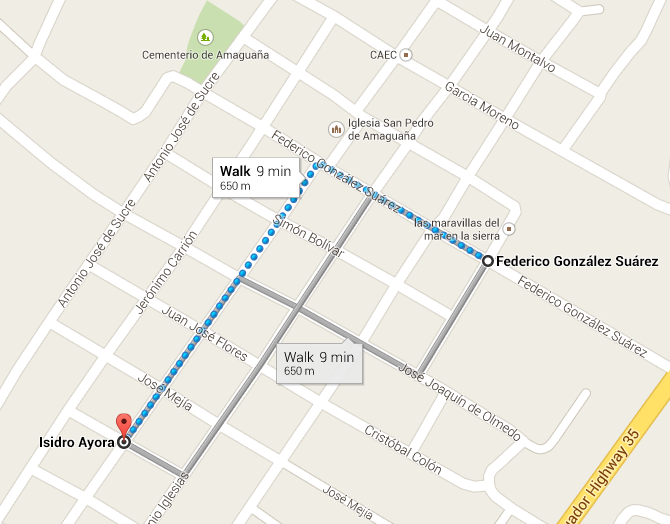 Juan Montalvo
Cementerio de Amaguaña
CAEC
García Moreno
Antonio José de Sucre
Iglesia San Pedro
de Amaguaña
Federico González Suárez
Walk 9 min
650 m
Antonio José de Sucre
Jerónimo Carrión
Simón Bolívar
las maravillas del
mar en la sierra
Federico González Suárez
Federico González Suárez
Juan José Flores
Walk 9 min
650 m
José Joaquín de Olmedo
José Mejía
Isidro Ayora
Cristóbal Colón
nio Iglesias
José Mejía
ador Highway 35